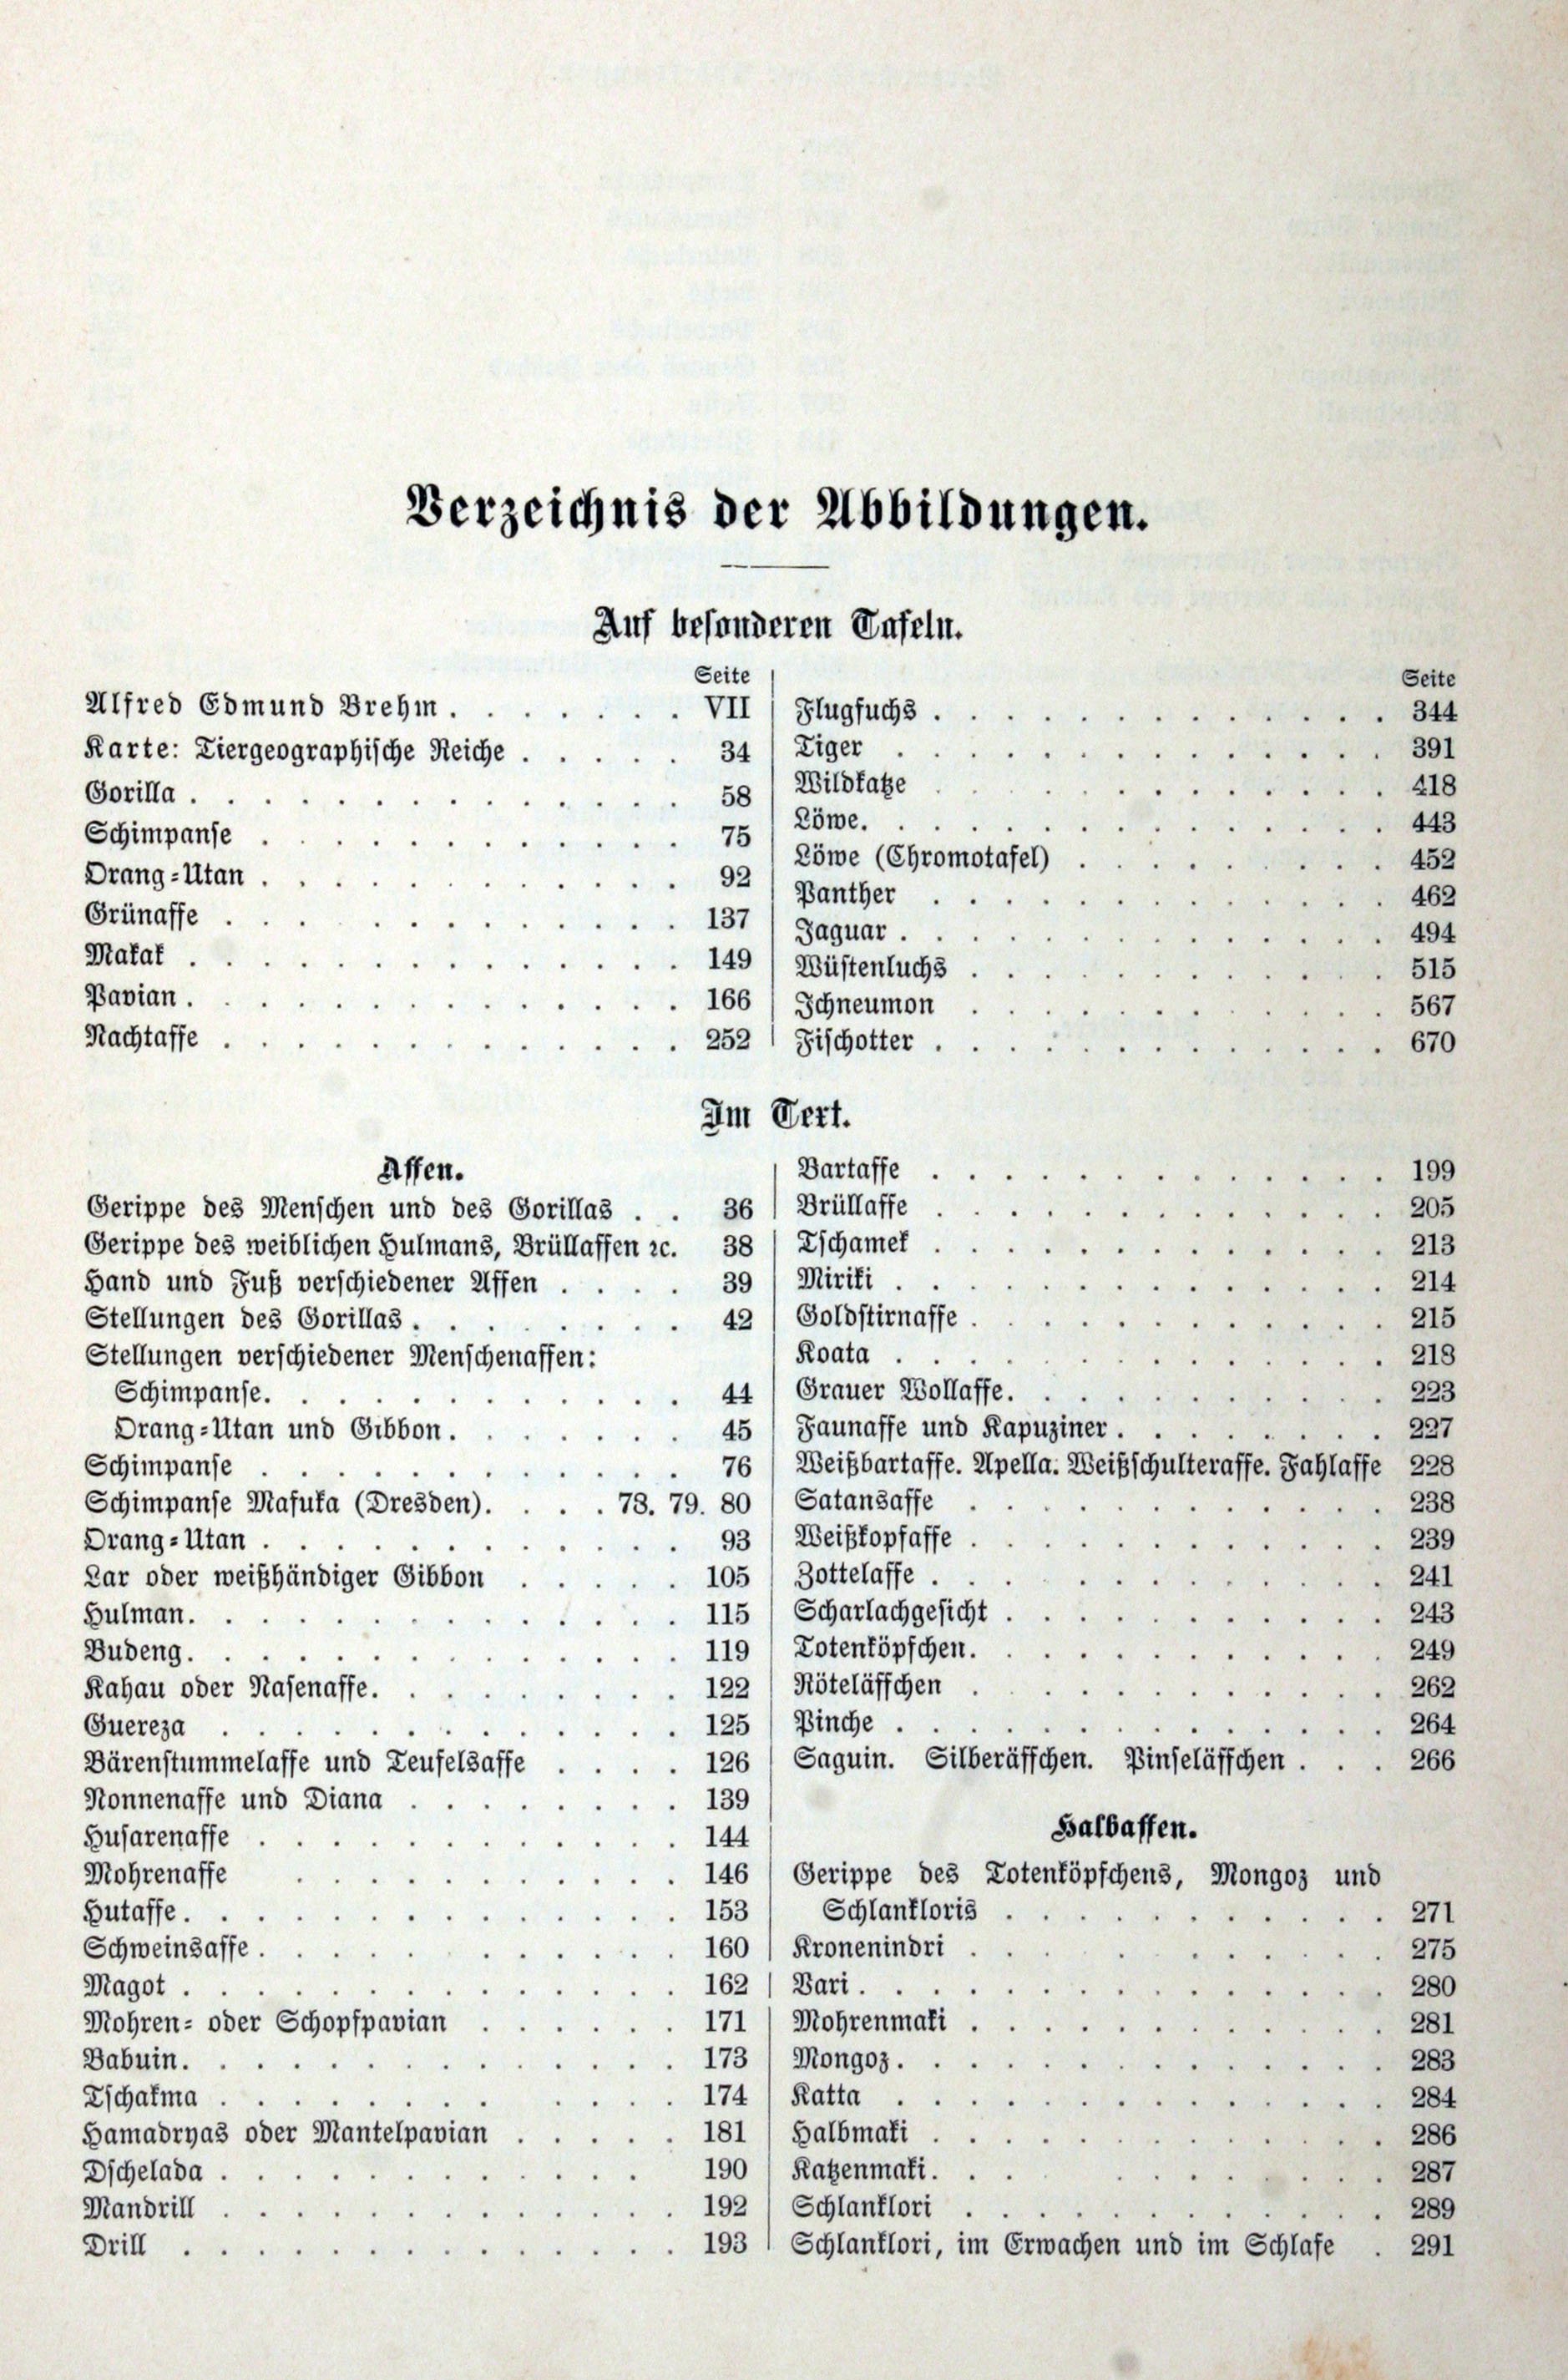 Verzeichnis der Abbildungen.
Auf besonderen Tafeln.
Seite
Alfred Edmund Brehm . . . . . . . . VII
Karte: Tiergeographische Reiche . . . . . . 34
Gorilla . . . . . . . . . . . . . . . . . . 58
Schimpanse . . . . . . . . . . . . . . . . 75
Orang-Utan . . . . . . . . . . . . . . . . 92
Grünaffe . . . . . . . . . . . . . . . . 137
Makak . . . . . . . . . . . . . . . . . . 149
Pavian . . . . . . . . . . . . . . . . . . 166
Nachtaffe . . . . . . . . . . . . . . . . 252
Seite
Flugfuchs . . . . . . . . . . . . . . . . 344
Tiger . . . . . . . . . . . . . . . . . . 391
Wildkatze . . . . . . . . . . . . . . . . 418
Löwe. . . . . . . . . . . . . . . . . . . 443
Löwe (Chromotafel) . . . . . . . . . . . 452
Panther . . . . . . . . . . . . . . . . . 462
Jaguar . . . . . . . . . . . . . . . . . . 494
Wüstenluchs . . . . . . . . . . . . . . . 515
Ichneumon . . . . . . . . . . . . . . . . 567
Fischotter . . . . . . . . . . . . . . . . 670
Im Text.
Affen.
Gerippe des Menschen und des Gorillas . . 36
Gerippe des weiblichen Hulmans, Brüllaffen ꝛc. 38
Hand und Fuß verschiedener Affen . . . . . 39
Stellungen des Gorillas . . . . . . . . . . 42
Stellungen verschiedener Menschenaffen:
Schimpanse. . . . . . . . . . . . . . . . 44
Orang-Utan und Gibbon. . . . . . . . . 45
Schimpanse . . . . . . . . . . . . . . . . 76
Schimpanse Mafuka (Dresden). . . . . 78. 79. 80
Orang-Utan . . . . . . . . . . . . . . . . 93
Lar oder weißhändiger Gibbon . . . . . . 105
Hulman. . . . . . . . . . . . . . . . . . 115
Budeng. . . . . . . . . . . . . . . . . . 119
Kahau oder Nasenaffe. . . . . . . . . . . 122
Guereza . . . . . . . . . . . . . . . . . 125
Bärenstummelaffe und Teufelsaffe . . . . . 126
Nonnenaffe und Diana . . . . . . . . . . 139
Husarenaffe . . . . . . . . . . . . . . . 144
Mohrenaffe . . . . . . . . . . . . . . . 146
Hutaffe. . . . . . . . . . . . . . . . . . 153
Schweinsaffe . . . . . . . . . . . . . . . 160
Magot . . . . . . . . . . . . . . . . . . 162
Mohren- oder Schopfpavian . . . . . . . 171
Babuin. . . . . . . . . . . . . . . . . . 173
Tschakma . . . . . . . . . . . . . . . . 174
Hamadryas oder Mantelpavian . . . . . . 181
Dschelada . . . . . . . . . . . . . . . . 190
Mandrill . . . . . . . . . . . . . . . . . 192
Drill . . . . . . . . . . . . . . . . . . 193
Bartaffe . . . . . . . . . . . . . . . . . 199
Brüllaffe . . . . . . . . . . . . . . . . . 205
Tschamek . . . . . . . . . . . . . . . . 213
Miriki . . . . . . . . . . . . . . . . . . 214
Goldstirnaffe . . . . . . . . . . . . . . . 215
Koata . . . . . . . . . . . . . . . . . . 218
Grauer Wollaffe. . . . . . . . . . . . . . 223
Faunaffe und Kapuziner . . . . . . . . . . 227
Weißbartaffe. Apella. Weißschulteraffe. Fahlaffe 228
Satansaffe . . . . . . . . . . . . . . . . 238
Weißkopfaffe . . . . . . . . . . . . . . . 239
Zottelaffe . . . . . . . . . . . . . . . . . 241
Scharlachgesicht . . . . . . . . . . . . . . 243
Totenköpfchen. . . . . . . . . . . . . . . 249
Röteläffchen . . . . . . . . . . . . . . . 262
Pinche . . . . . . . . . . . . . . . . . . 264
Saguin. Silberäffchen. Pinseläffchen . . . 266
Halbaffen.
Gerippe des Totenköpfchens, Mongoz und
Schlankloris . . . . . . . . . . . . . . 271
Kronenindri . . . . . . . . . . . . . . . 275
Vari. . . . . . . . . . . . . . . . . . . 280
Mohrenmaki . . . . . . . . . . . . . . . 281
Mongoz. . . . . . . . . . . . . . . . . . 283
Katta . . . . . . . . . . . . . . . . . . 284
Halbmaki . . . . . . . . . . . . . . . . 286
Katzenmaki. . . . . . . . . . . . . . . . 287
Schlanklori . . . . . . . . . . . . . . . 289
Schlanklori, im Erwachen und im Schlafe . 291